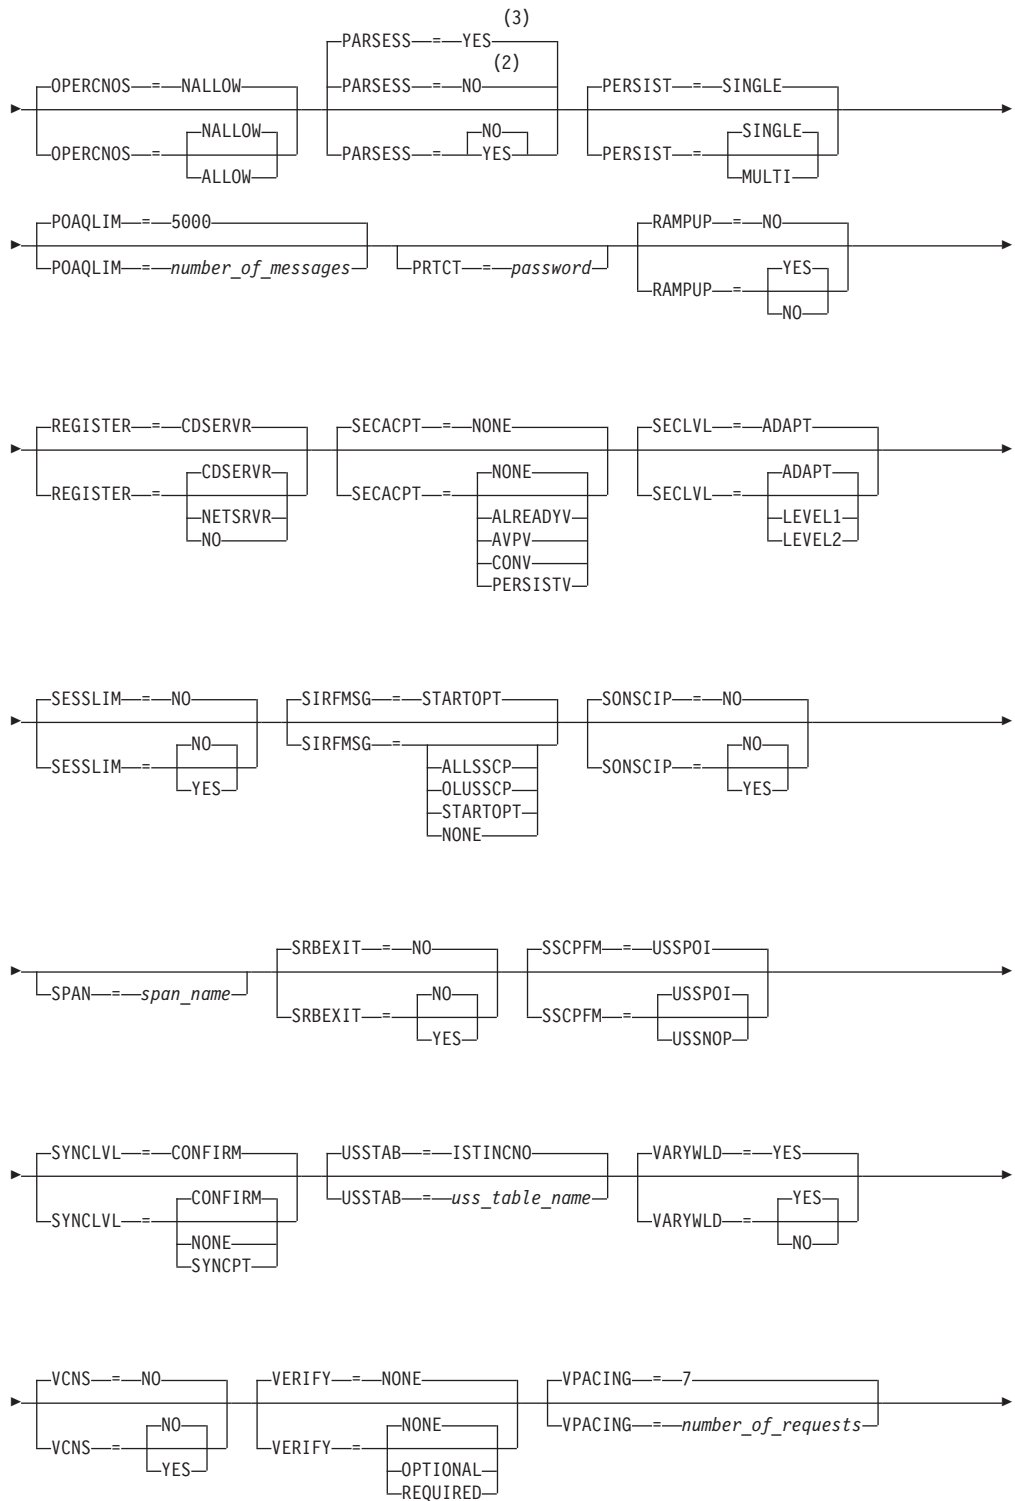 (3)
PARSESS = YES
(2)
OPERCNOS = NALLOW PARSESS = NO PERSIST = SINGLE
NALLOW NO SINGLE
OPERCNOS = ALLOW PARSESS = YES PERSIST = MULTI
POAQLIM = 5000 RAMPUP = NO
POAQLIM = number_of_messages PRTCT = password YES
RAMPUP = NO
REGISTER = CDSERVR SECACPT = NONE SECLVL = ADAPT
CDSERVR NONE ADAPT
REGISTER = SECACPT = SECLVL =
NETSRVR ALREADYV LEVEL1
NO AVPV LEVEL2
CONV
PERSISTV
SESSLIM = NO SIRFMSG = STARTOPT SONSCIP = NO
NO SIRFMSG = NO
SESSLIM = ALLSSCP SONSCIP =
YES OLUSSCP YES
STARTOPT
NONE
SRBEXIT = NO SSCPFM = USSPOI
SPAN = span_name NO USSPOI
SRBEXIT = SSCPFM =
YES USSNOP
SYNCLVL = CONFIRM USSTAB = ISTINCNO VARYWLD = YES
CONFIRM USSTAB = uss_table_name YES
SYNCLVL = VARYWLD =
NONE NO
SYNCPT
VCNS = NO VERIFY = NONE VPACING = 7
NO NONE VPACING = number_of_requests
VCNS = VERIFY =
YES OPTIONAL
REQUIRED